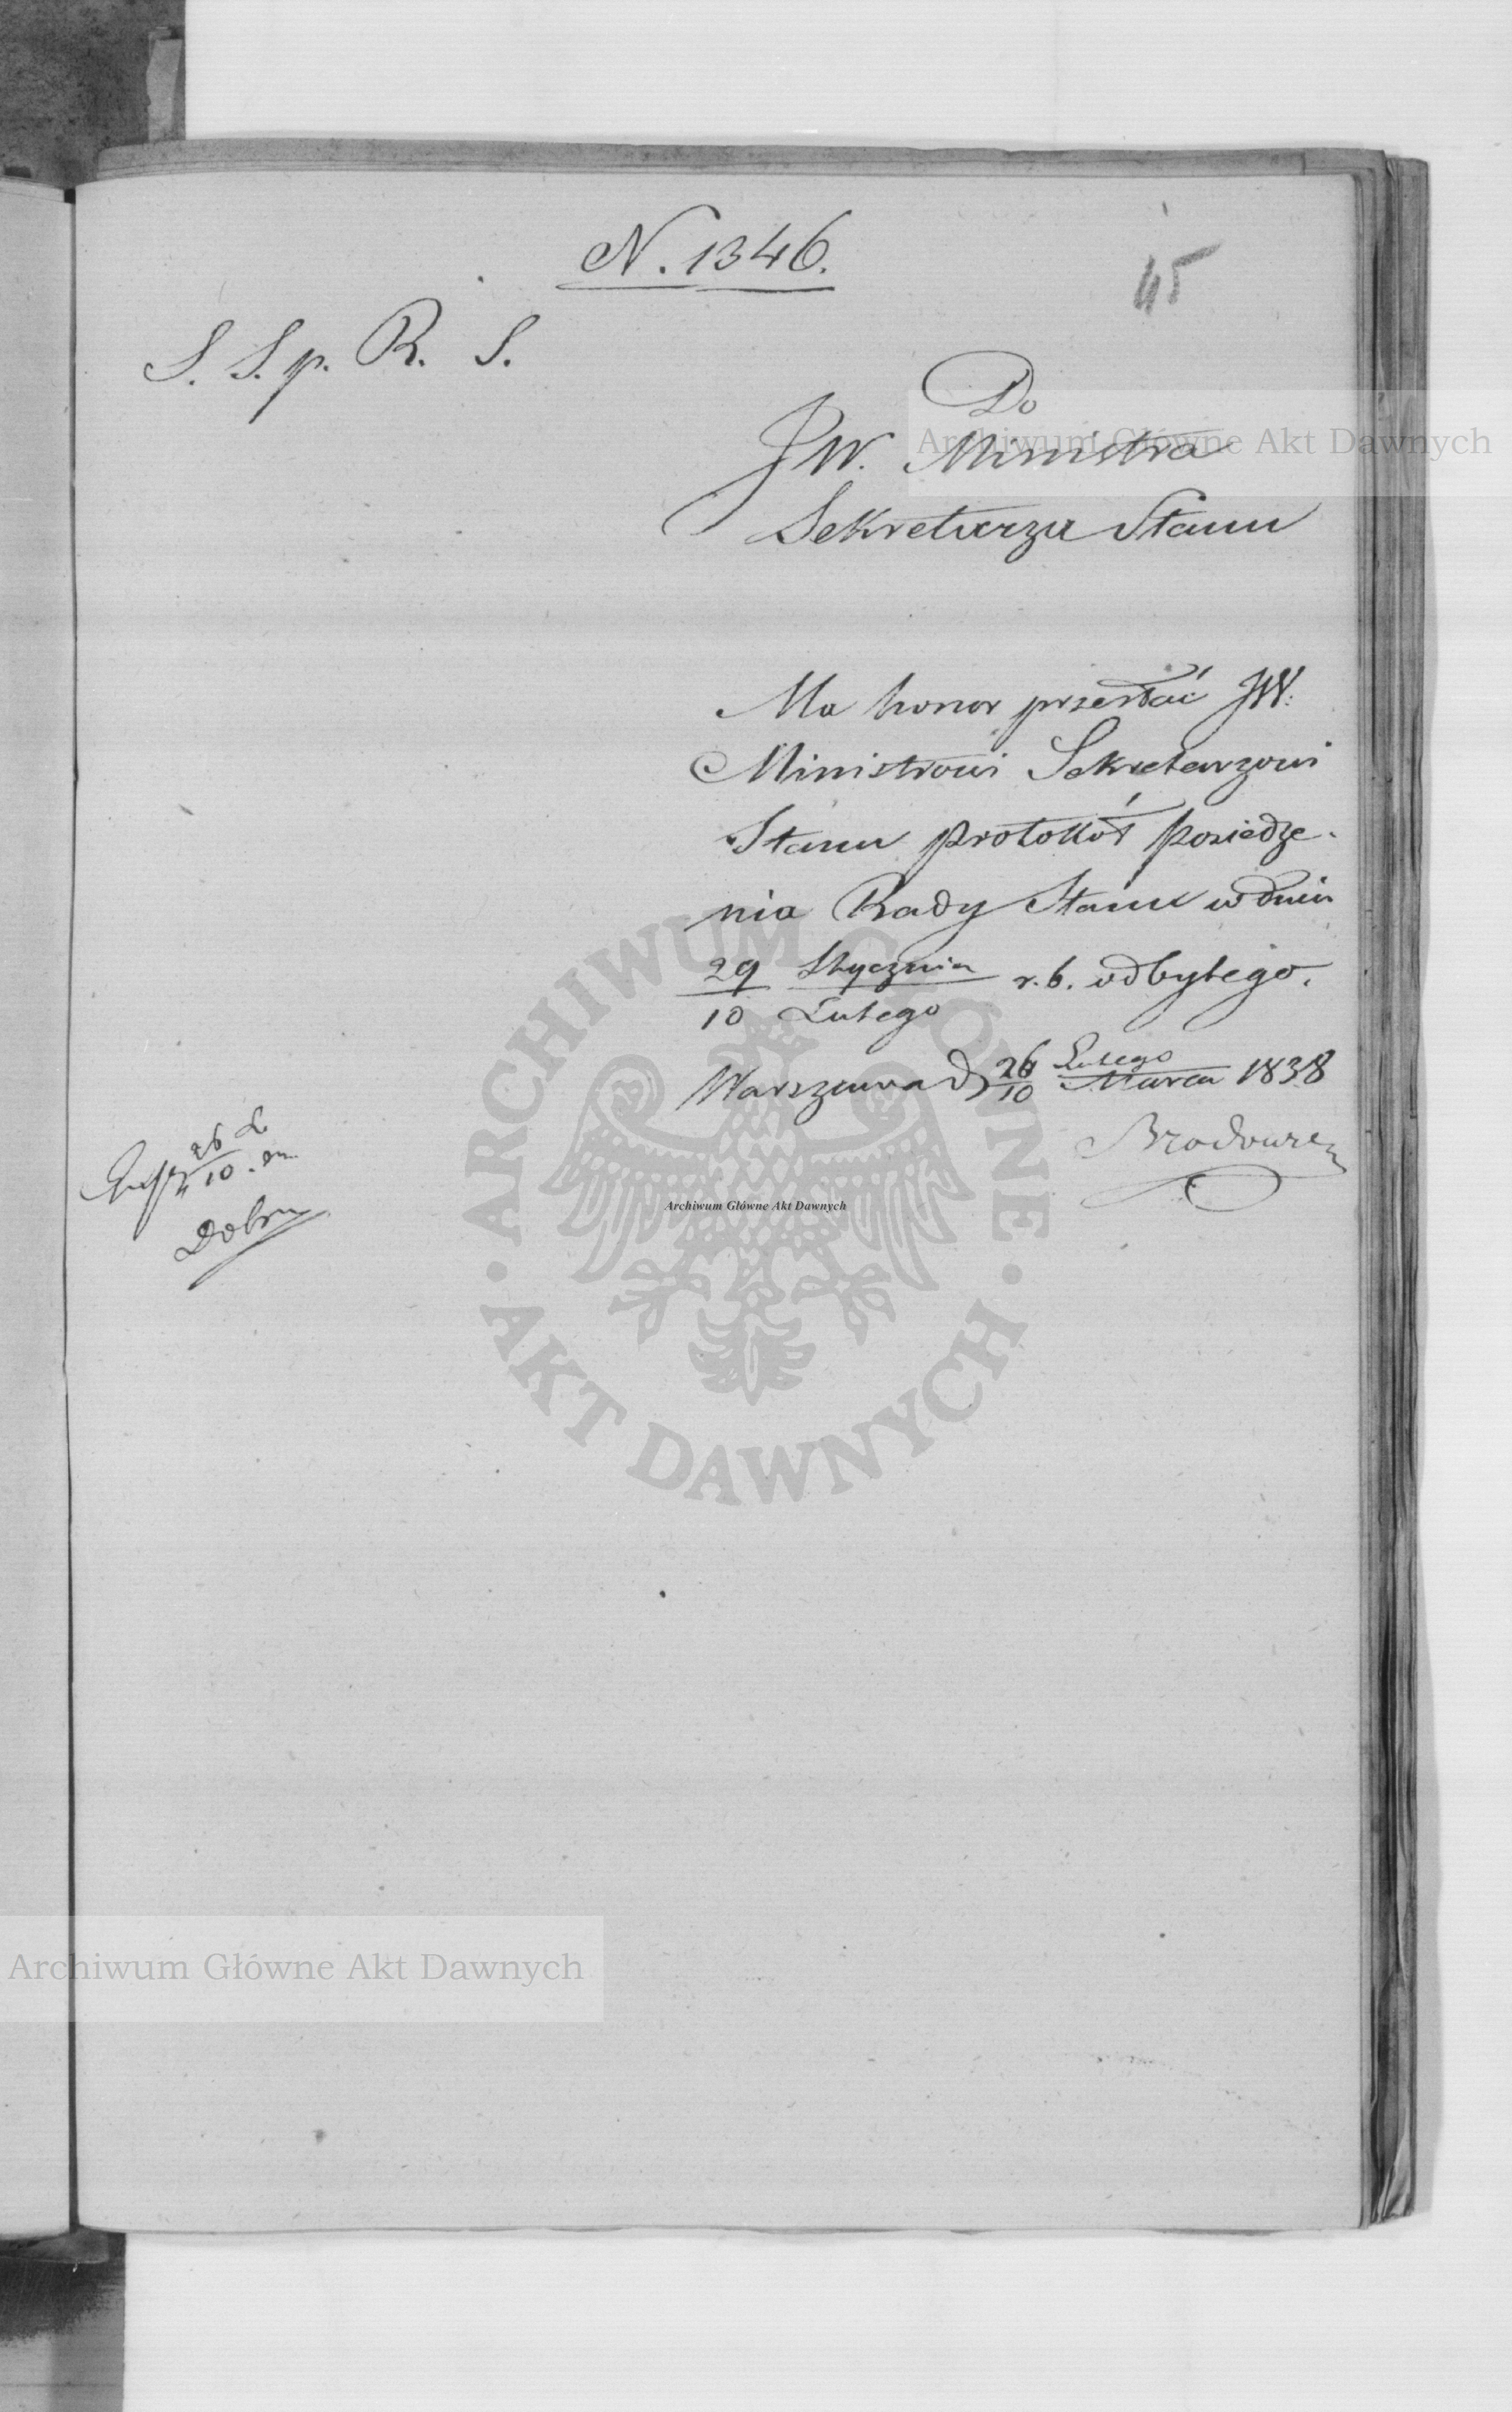 N. 1346.
45
S. S. p. R. S.
Do
JW. Ministra
Sekretarza Stanu
Ma honor przesłać JW.
Ministrowi Sekretarzowi
Stanu protokół posiedze-
nia Rady Stanu w dniu
29 Stycznia
10 Lutego r. b. odbytego.
Warszawa d 26 Lutego
10 Marca 1838
26 L
10
Archiwum Główne Akt Dawnych
Archiwum Główne Akt Dawnych
ARCHIWUM GŁÓWNE · AKT DAWNYCH ·
Archiwum Główne Akt Dawnych